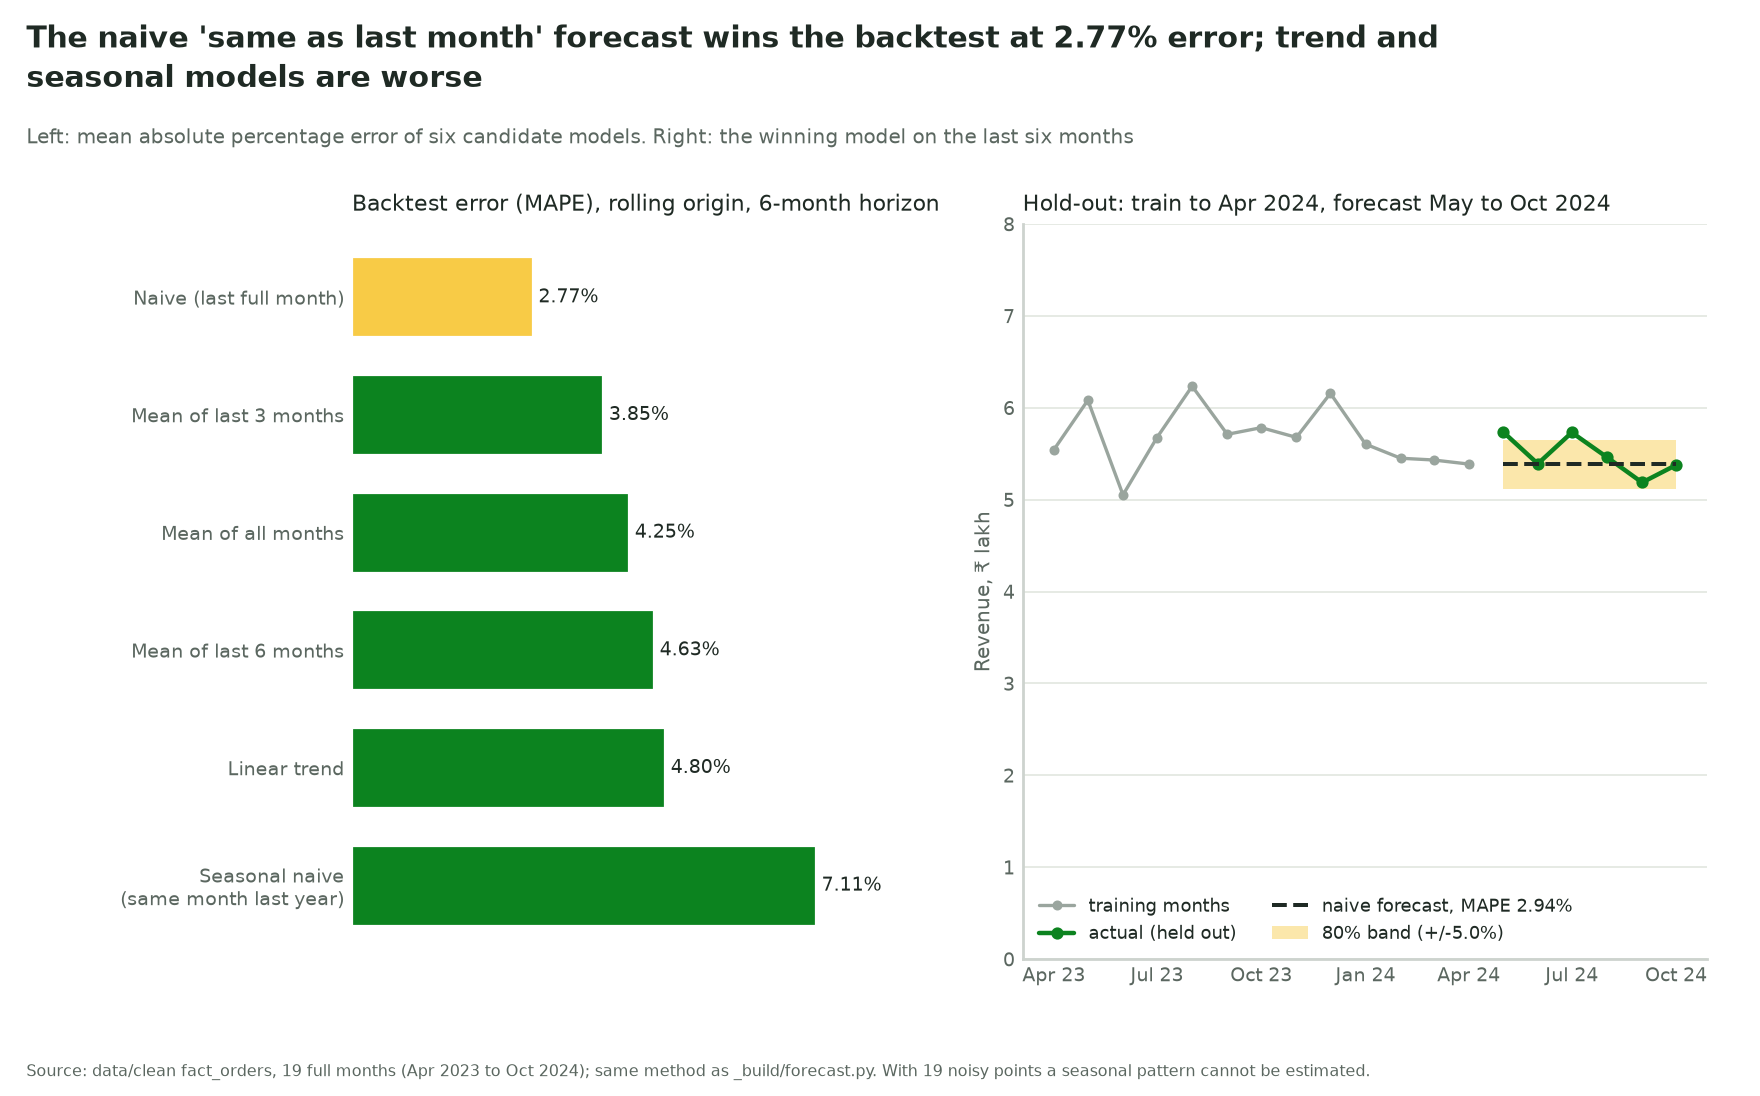 The naive 'same as last month' forecast wins the backtest at 2.77% error; trend and
seasonal models are worse
Left: mean absolute percentage error of six candidate models. Right: the winning model on the last six months
Backtest error (MAPE), rolling origin, 6-month horizon
Naive (last full month)
2.77%
Mean of last 3 months
3.85%
Mean of all months
4.25%
Mean of last 6 months
4.63%
Linear trend
4.80%
Seasonal naive
(same month last year)
7.11%
Hold-out: train to Apr 2024, forecast May to Oct 2024
Revenue, ₹ lakh
8
7
6
5
4
3
2
1
0
training months
actual (held out)
naive forecast, MAPE 2.94%
80% band (+/-5.0%)
Apr 23
Jul 23
Oct 23
Jan 24
Apr 24
Jul 24
Oct 24
Source: data/clean fact_orders, 19 full months (Apr 2023 to Oct 2024); same method as _build/forecast.py. With 19 noisy points a seasonal pattern cannot be estimated.